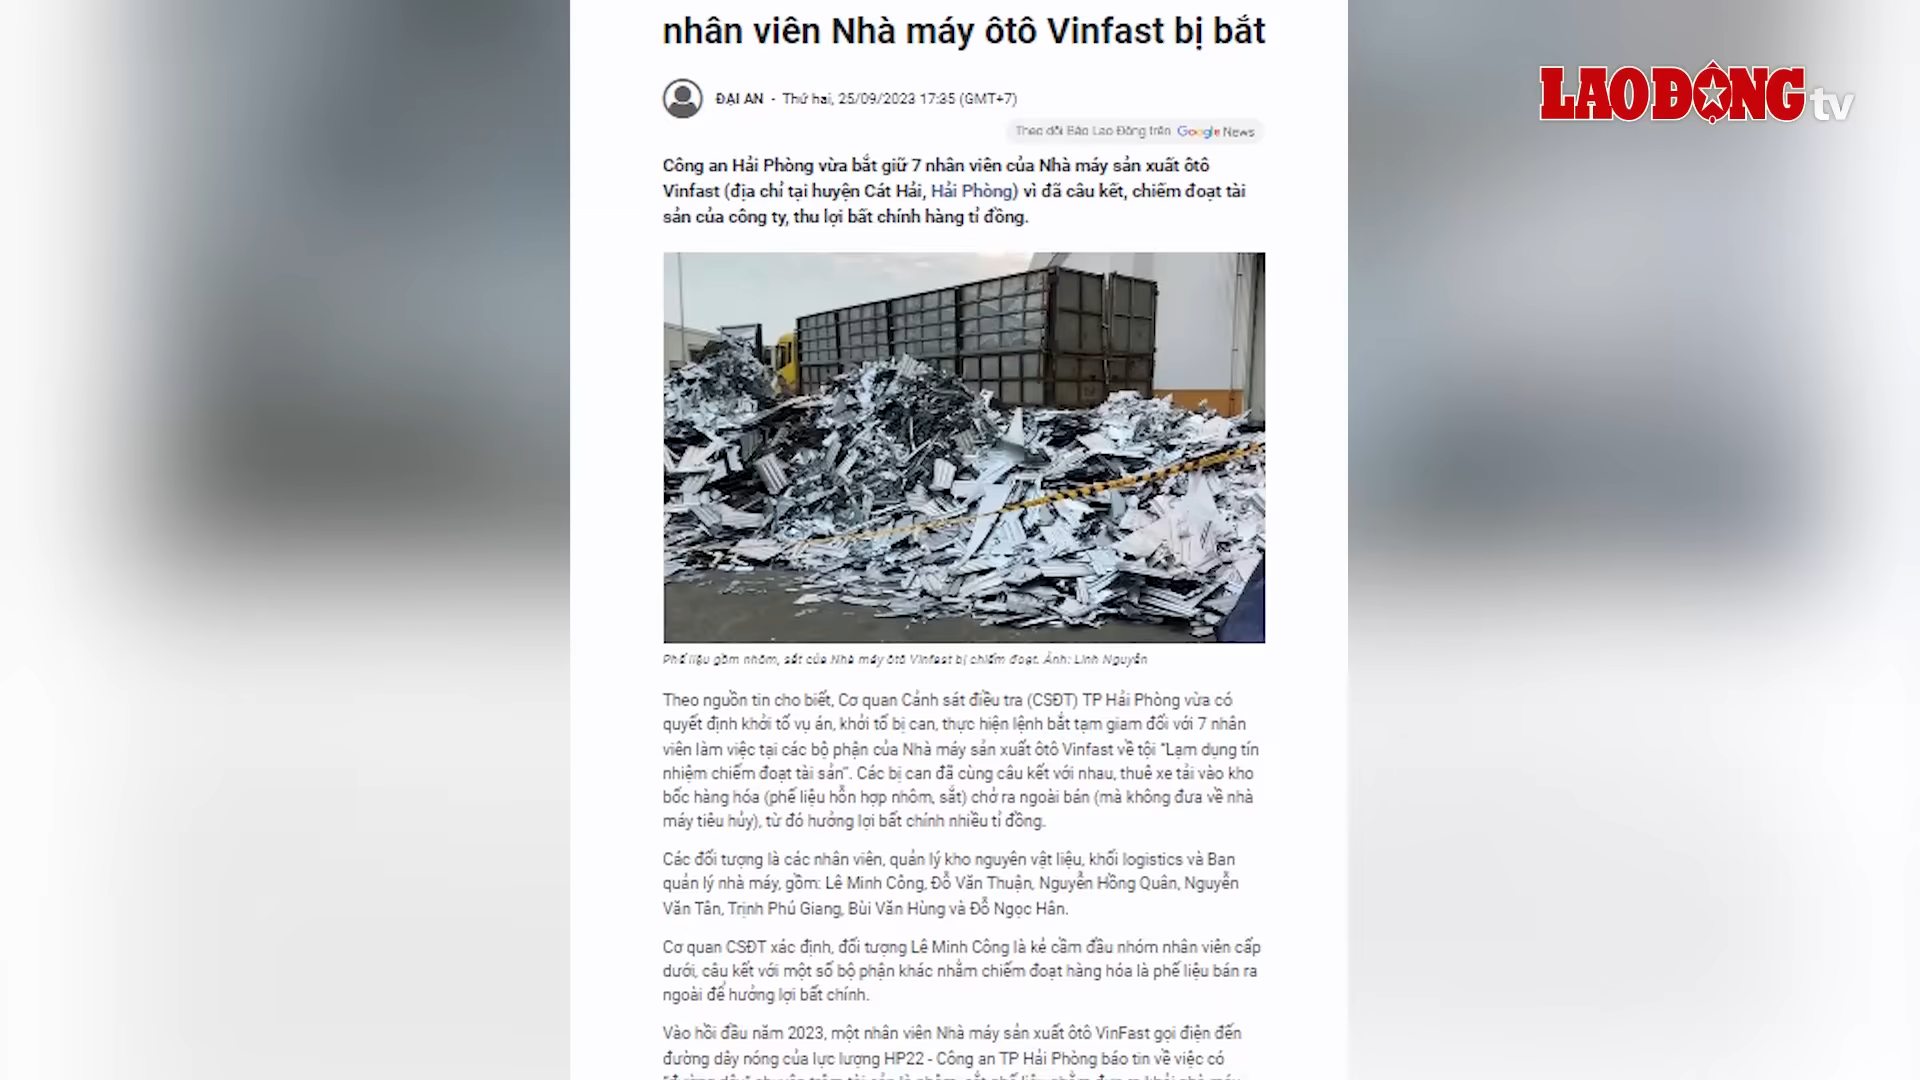 nhân viên Nhà máy ôtô Vinfast bị bắt
LAO ĐỘNG tv
ĐẠI AN - Thứ hai, 25/09/2023 17:35 (GMT+7)
Theo dõi Báo Lao Động trên Google News
Công an Hải Phòng vừa bắt giữ 7 nhân viên của Nhà máy sản xuất ôtô
Vinfast (địa chỉ tại huyện Cát Hải, Hải Phòng) vì đã câu kết, chiếm đoạt tài
sản của công ty, thu lợi bất chính hàng tỉ đồng.
Phế liệu gồm nhôm, sắt của Nhà máy ôtô Vinfast bị chiếm đoạt. Ảnh: Linh Nguyễn
Theo nguồn tin cho biết, Cơ quan Cảnh sát điều tra (CSĐT) TP Hải Phòng vừa có
quyết định khởi tố vụ án, khởi tố bị can, thực hiện lệnh bắt tạm giam đối với 7 nhân
viên làm việc tại các bộ phận của Nhà máy sản xuất ôtô Vinfast về tội "Lạm dụng tín
nhiệm chiếm đoạt tài sản". Các bị can đã cùng câu kết với nhau, thuê xe tải vào kho
bốc hàng hóa (phế liệu hỗn hợp nhôm, sắt) chở ra ngoài bán (mà không đưa về nhà
máy tiêu hủy), từ đó hưởng lợi bất chính nhiều tỉ đồng.
Các đối tượng là các nhân viên, quản lý kho nguyên vật liệu, khối logistics và Ban
quản lý nhà máy, gồm: Lê Minh Công, Đỗ Văn Thuận, Nguyễn Hồng Quân, Nguyễn
Văn Tân, Trịnh Phú Giang, Bùi Văn Hùng và Đỗ Ngọc Hân.
Cơ quan CSĐT xác định, đối tượng Lê Minh Công là kẻ cầm đầu nhóm nhân viên cấp
dưới, câu kết với một số bộ phận khác nhằm chiếm đoạt hàng hóa là phế liệu bán ra
ngoài để hưởng lợi bất chính.
Vào hồi đầu năm 2023, một nhân viên Nhà máy sản xuất ôtô VinFast gọi điện đến
đường dây nóng của lực lượng HP22 - Công an TP Hải Phòng báo tin về việc có